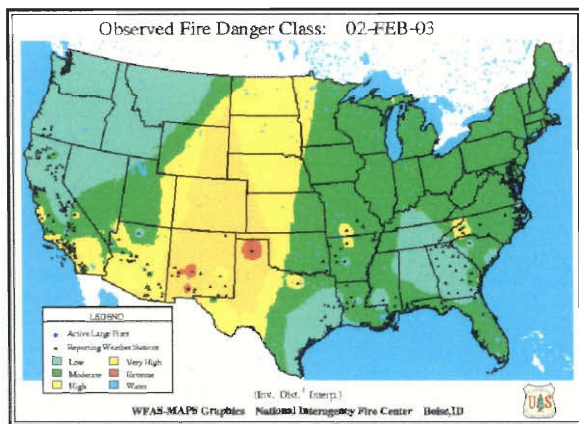 Observed Fire Danger Class: 02-FEB-03
LEGEND
Active Large Fires
Reporting Weather Stations
Low
Very High
Moderate
Extreme
High
Water
(Inv. Dist.² Interp.)
WFAS-MAPS Graphics National Interagency Fire Center Boise, ID
U S